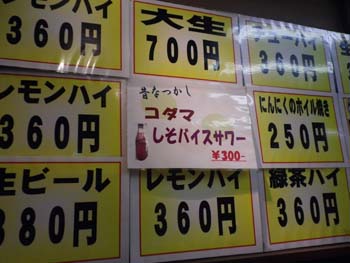 レモンハイ
360円
大生
700円
チューハイ
360円
レモンハイ
360円
昔なつかし
コダマ
しそバイスサワー
¥300-
にんにくのホイル焼き
250円
生ビール
380円
レモンハイ
360円
緑茶ハイ
360円